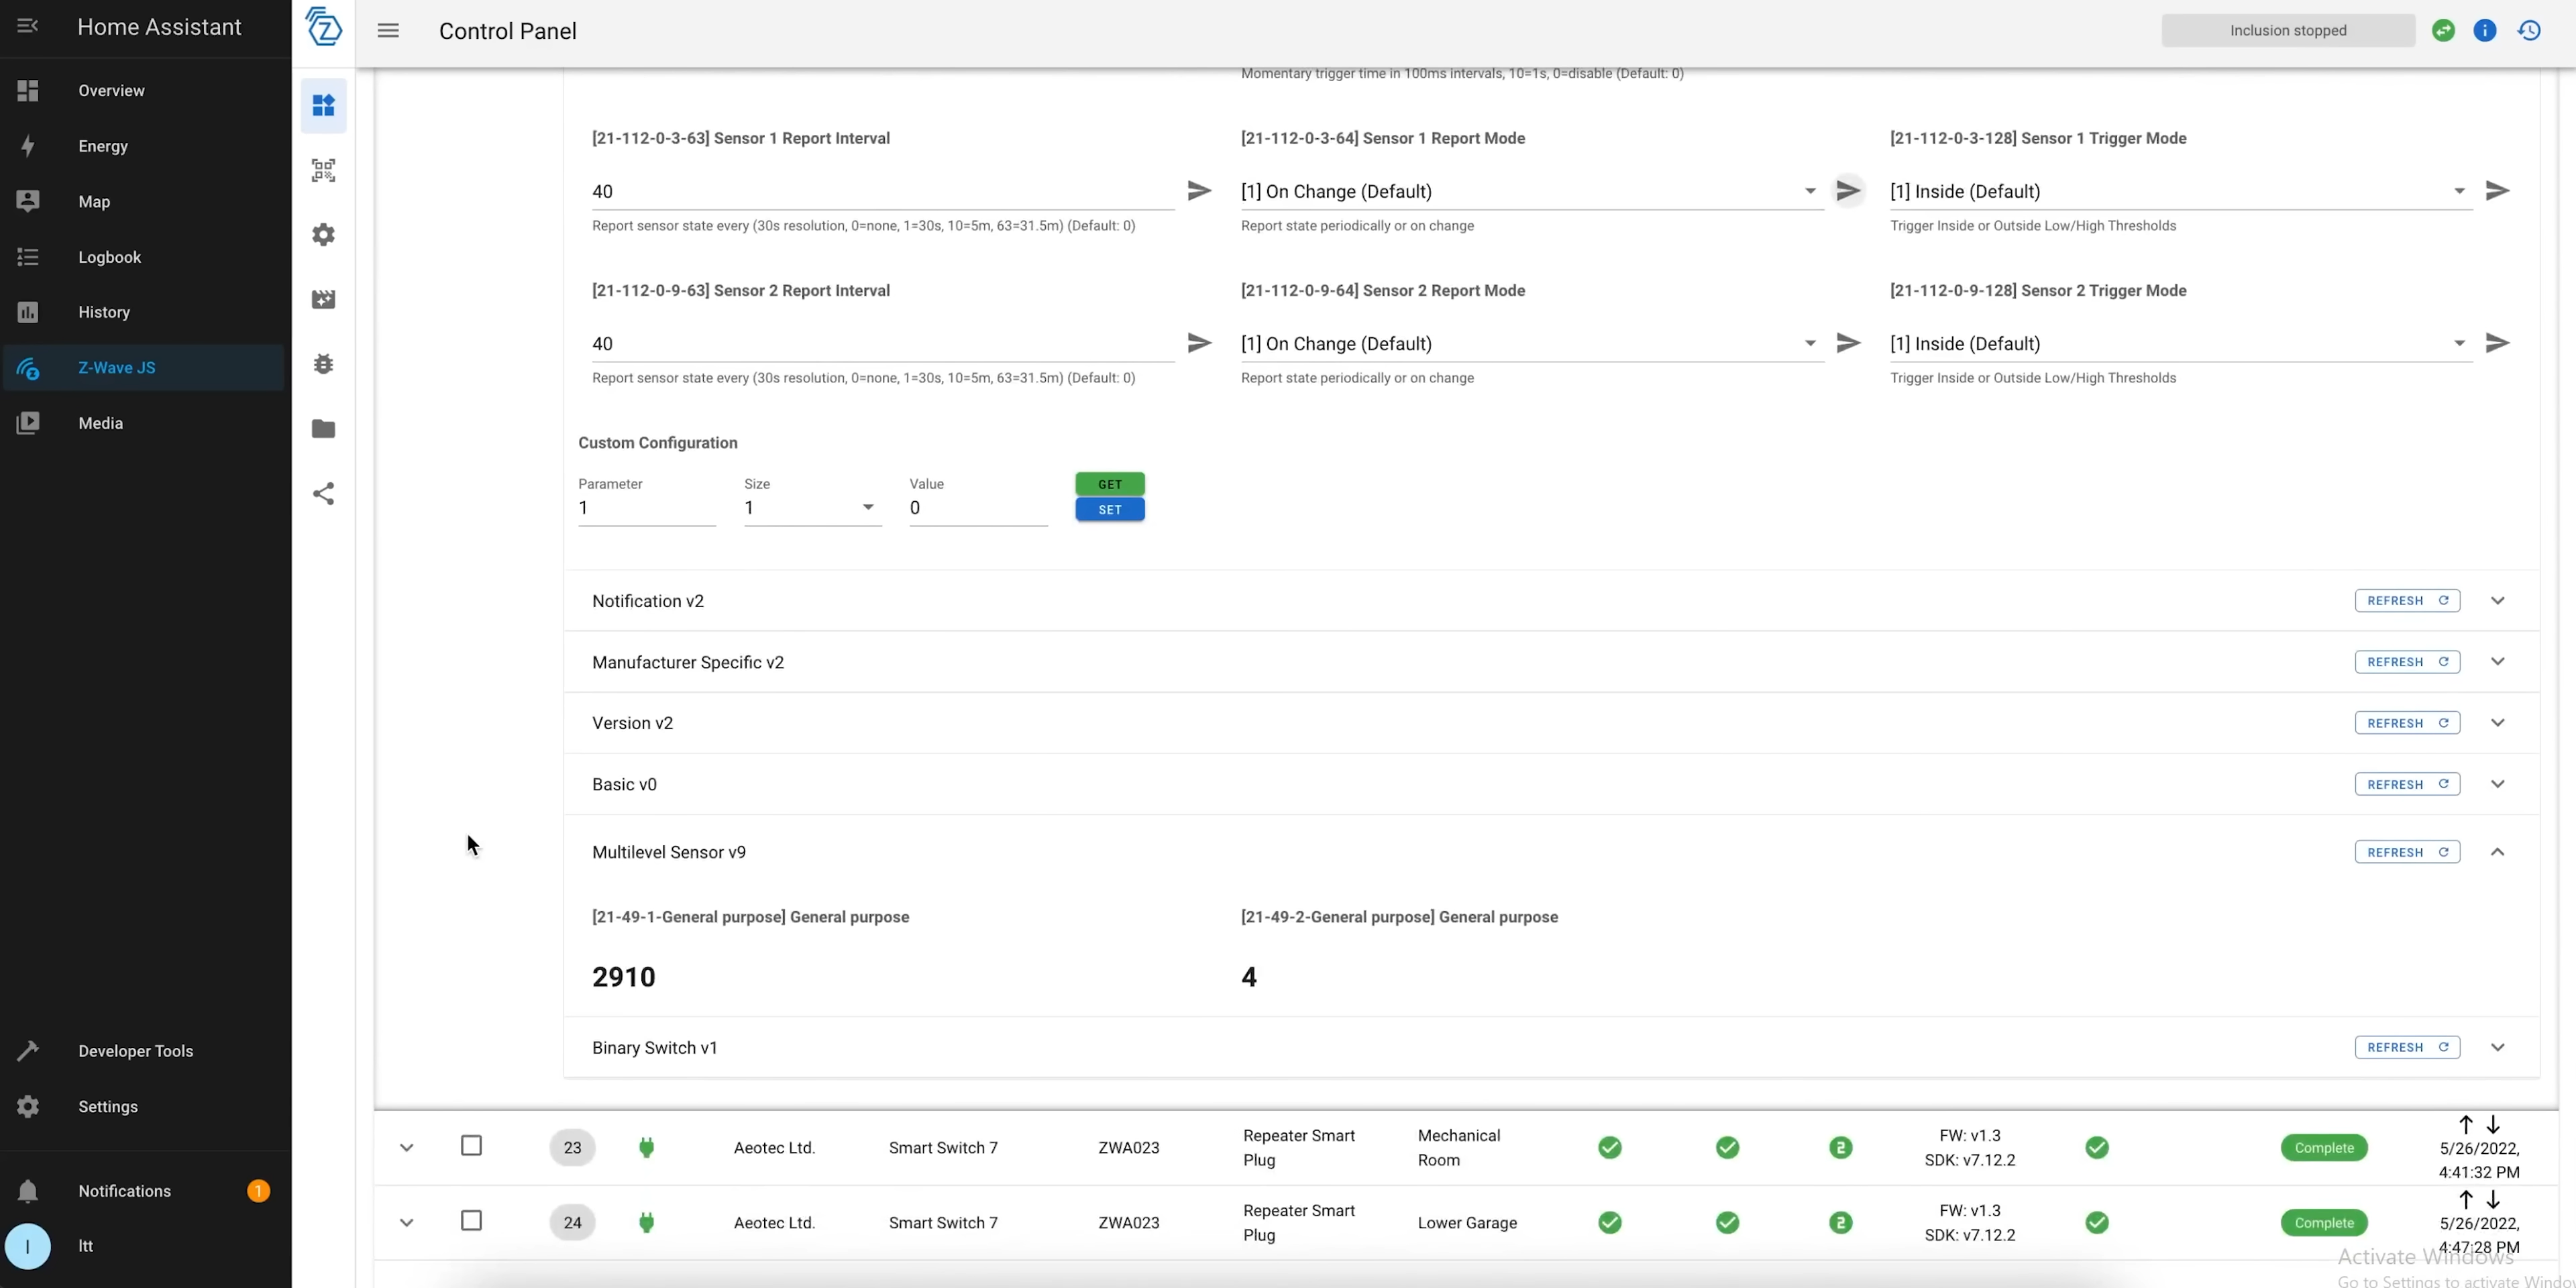 Home Assistant
Overview
Energy
Map
Logbook
History
Z-Wave JS
Media
Developer Tools
Settings
Notifications 1
I ltt
Control Panel
Inclusion stopped
Momentary trigger time in 100ms intervals, 10=1s, 0=disable (Default: 0)
[21-112-0-3-63] Sensor 1 Report Interval
[21-112-0-3-64] Sensor 1 Report Mode
[21-112-0-3-128] Sensor 1 Trigger Mode
40
[1] On Change (Default)
[1] Inside (Default)
Report sensor state every (30s resolution, 0=none, 1=30s, 10=5m, 63=31.5m) (Default: 0)
Report state periodically or on change
Trigger Inside or Outside Low/High Thresholds
[21-112-0-9-63] Sensor 2 Report Interval
[21-112-0-9-64] Sensor 2 Report Mode
[21-112-0-9-128] Sensor 2 Trigger Mode
40
[1] On Change (Default)
[1] Inside (Default)
Report sensor state every (30s resolution, 0=none, 1=30s, 10=5m, 63=31.5m) (Default: 0)
Report state periodically or on change
Trigger Inside or Outside Low/High Thresholds
Custom Configuration
Parameter
Size
Value
1
1
0
GET
SET
Notification v2
REFRESH
Manufacturer Specific v2
REFRESH
Version v2
REFRESH
Basic v0
REFRESH
Multilevel Sensor v9
REFRESH
[21-49-1-General purpose] General purpose
[21-49-2-General purpose] General purpose
2910
4
Binary Switch v1
REFRESH
23
Aeotec Ltd.
Smart Switch 7
ZWA023
Repeater Smart
Plug
Mechanical
Room
2
FW: v1.3
SDK: v7.12.2
Complete
5/26/2022,
4:41:32 PM
24
Aeotec Ltd.
Smart Switch 7
ZWA023
Repeater Smart
Plug
Lower Garage
2
FW: v1.3
SDK: v7.12.2
Complete
5/26/2022,
4:47:28 PM
Activate Windows
Go to Settings to activate Windo